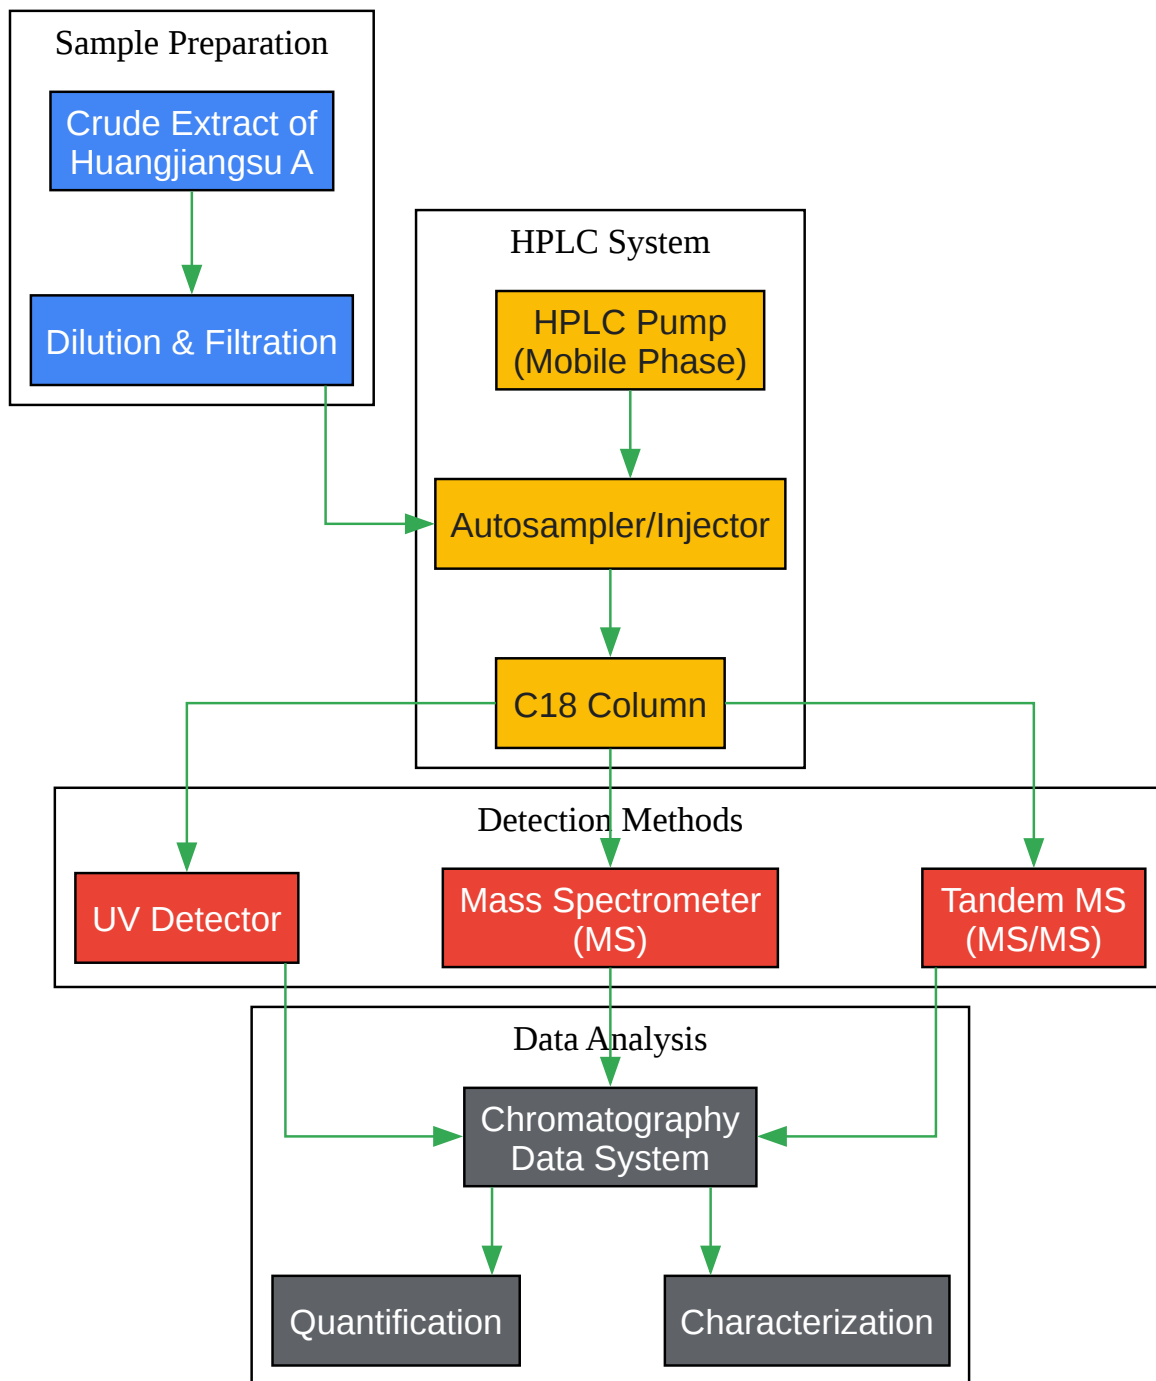 Sample Preparation
Crude Extract of
Huangjiangsu A
Dilution & Filtration
HPLC System
HPLC Pump
(Mobile Phase)
Autosampler/Injector
C18 Column
Detection Methods
UV Detector
Mass Spectrometer
(MS)
Tandem MS
(MS/MS)
Data Analysis
Chromatography
Data System
Quantification
Characterization